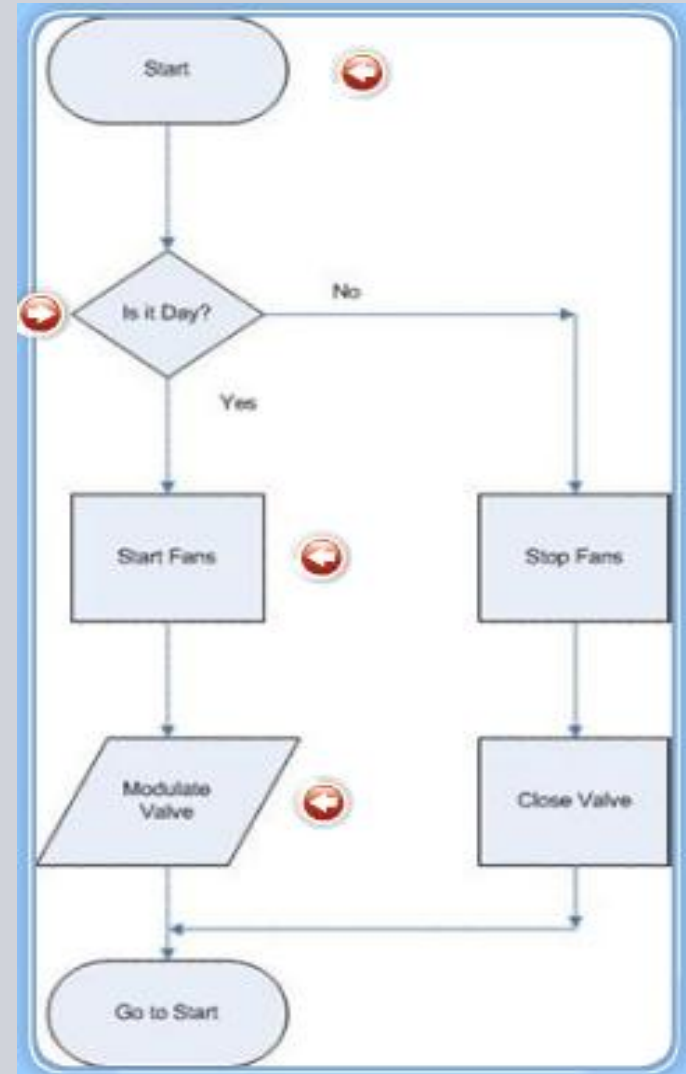 Start
Is it Day?
No
Yes
Start Fans
Stop Fans
Modulate
Valve
Close Valve
Go to Start